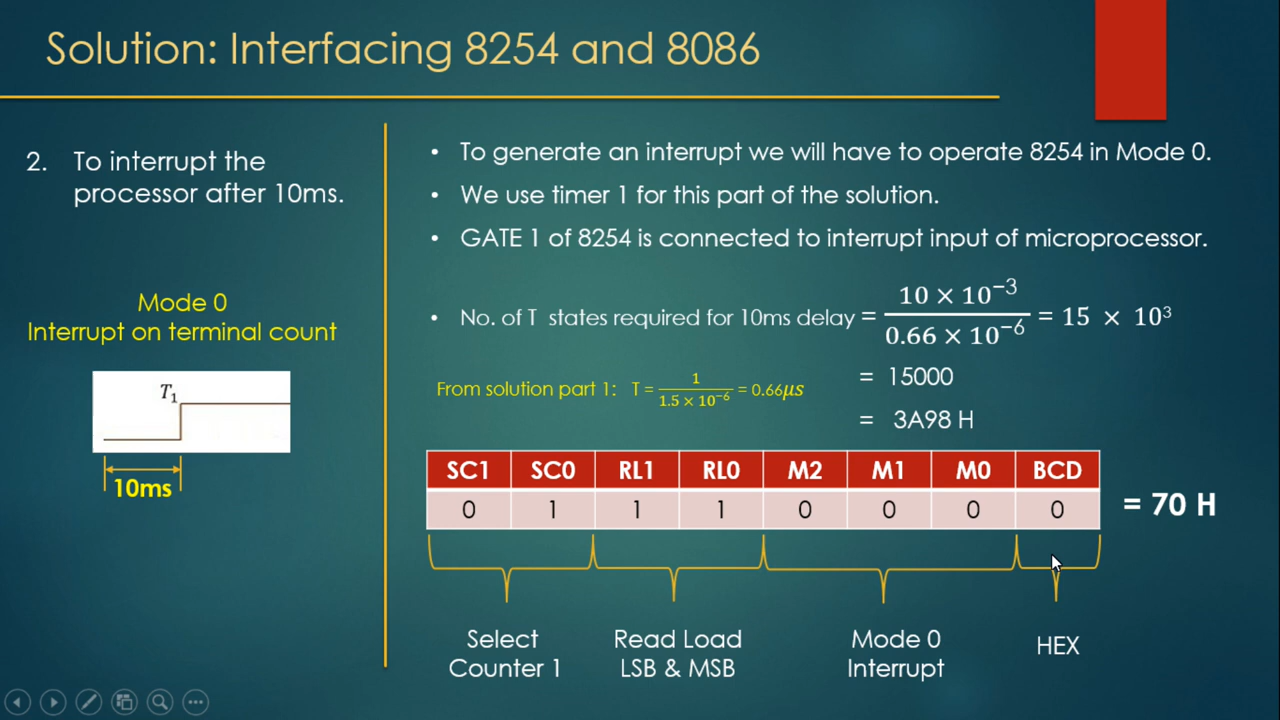 Solution: Interfacing 8254 and 8086
2. To interrupt the
processor after 10ms.
Mode 0
Interrupt on terminal count
T₁
10ms
• To generate an interrupt we will have to operate 8254 in Mode 0.
• We use timer 1 for this part of the solution.
• GATE 1 of 8254 is connected to interrupt input of microprocessor.
• No. of T states required for 10ms delay = 10 × 10⁻³ / 0.66 × 10⁻⁶ = 15 × 10³
From solution part 1: T = 1 / 1.5 × 10⁻⁶ = 0.66μs
= 15000
= 3A98 H
SC1 SC0 RL1 RL0 M2 M1 M0 BCD
0 1 1 1 0 0 0 0 = 70 H
Select
Counter 1
Read Load
LSB & MSB
Mode 0
Interrupt
HEX